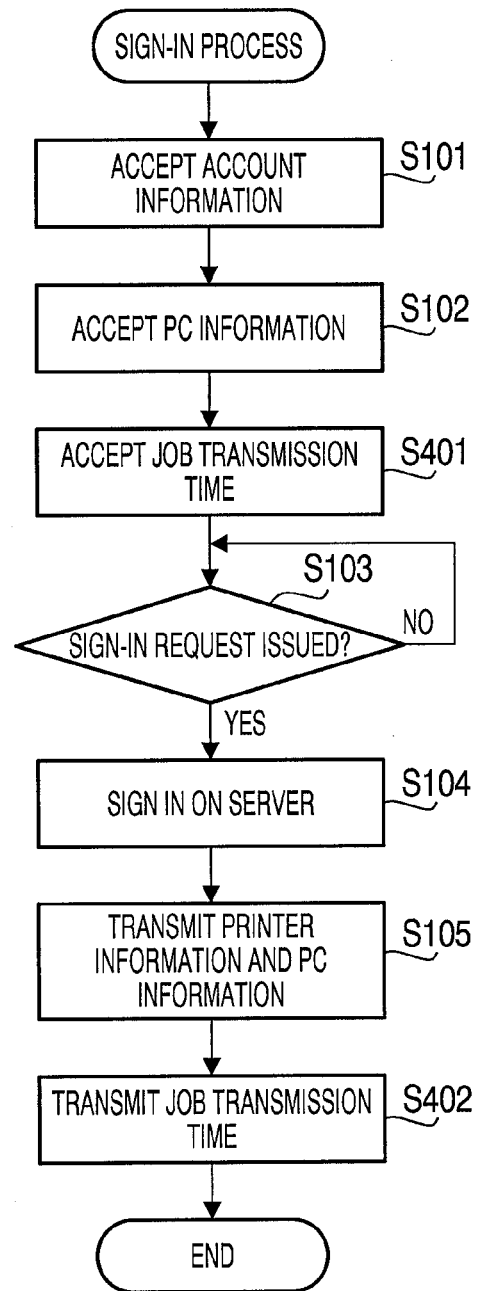 SIGN-IN PROCESS
S101
ACCEPT ACCOUNT
INFORMATION
S102
ACCEPT PC INFORMATION
S401
ACCEPT JOB TRANSMISSION
TIME
S103
SIGN-IN REQUEST ISSUED?
NO
YES
S104
SIGN IN ON SERVER
S105
TRANSMIT PRINTER
INFORMATION AND PC
INFORMATION
S402
TRANSMIT JOB TRANSMISSION
TIME
END